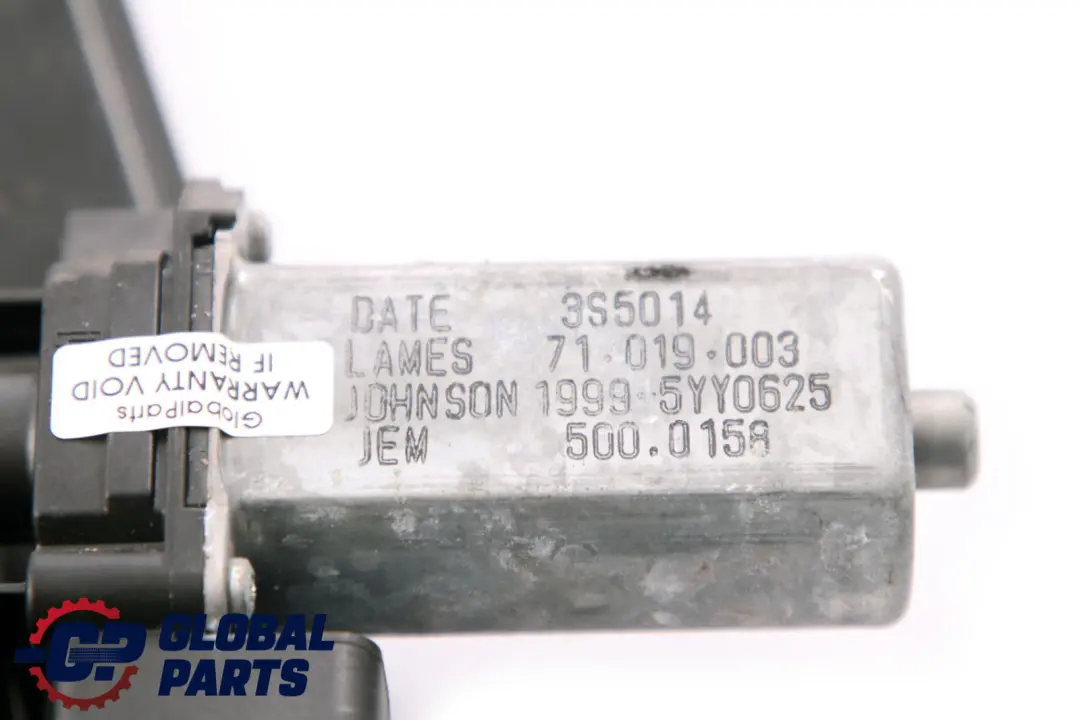 DATE 3S5014
LAMES 71.019.003
JOHNSON 1999-5YY0625
JEM 500.0158
GlobalParts
WARRANTY VOID
IF REMOVED
GP GLOBAL
PARTS